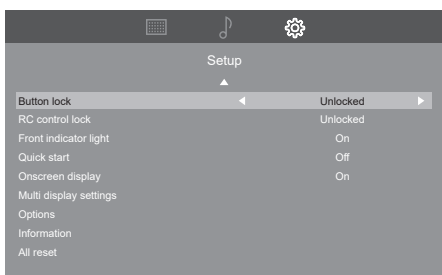 Setup
Button lock Unlocked
RC control lock Unlocked
Front indicator light On
Quick start Off
Onscreen display On
Multi display settings
Options
Information
All reset